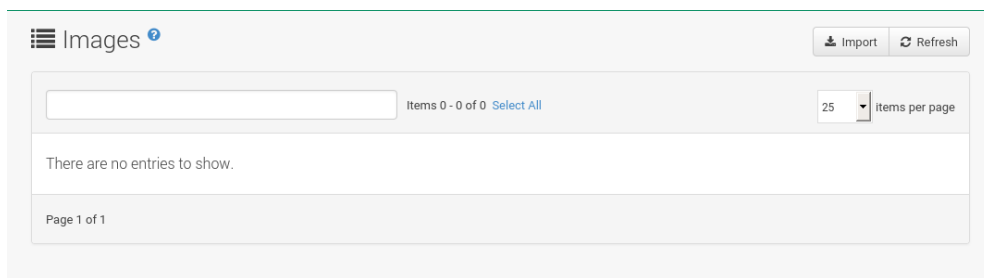 Images ?
Import Refresh
Items 0 - 0 of 0 Select All 25 items per page
There are no entries to show.
Page 1 of 1